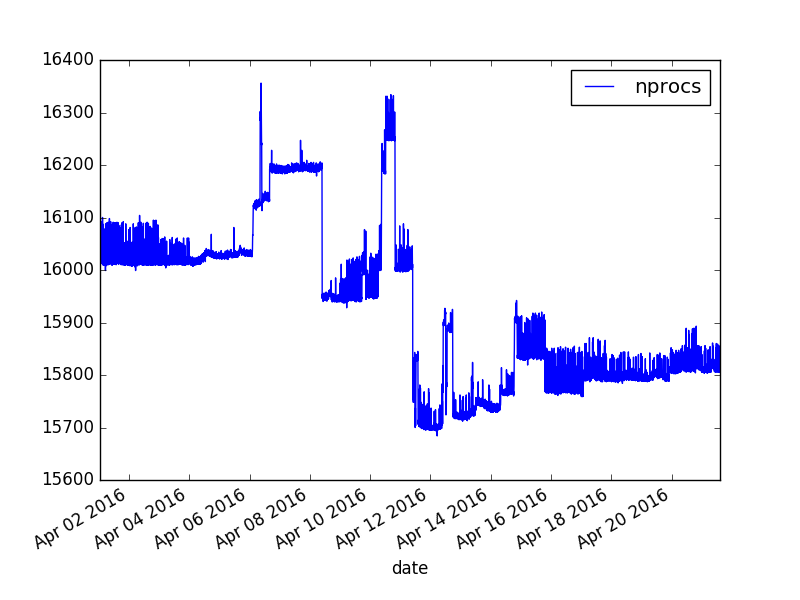 16400
16300
16200
16100
16000
15900
15800
15700
15600
nprocs
Apr 02 2016
Apr 04 2016
Apr 06 2016
Apr 08 2016
Apr 10 2016
Apr 12 2016
Apr 14 2016
Apr 16 2016
Apr 18 2016
Apr 20 2016
date